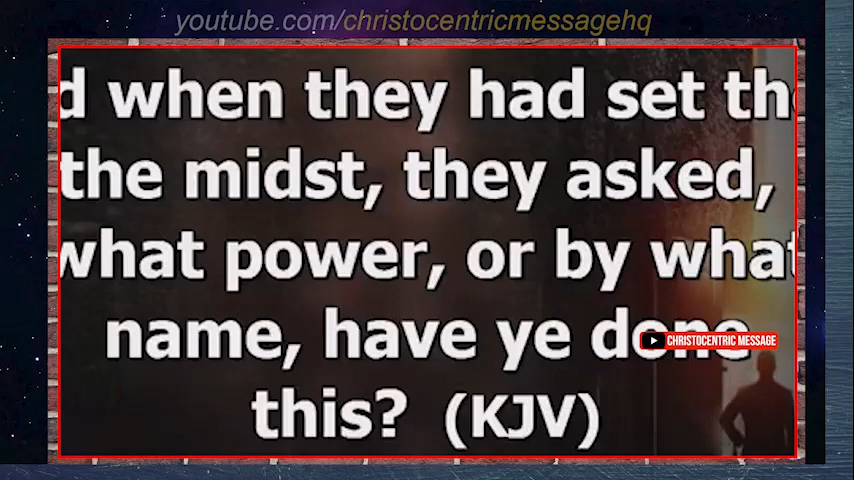 youtube.com/christocentricmessagehq
d when they had set the
the midst, they asked,
what power, or by what
name, have ye done
CHRISTOCENTRIC MESSAGE
this? (KJV)